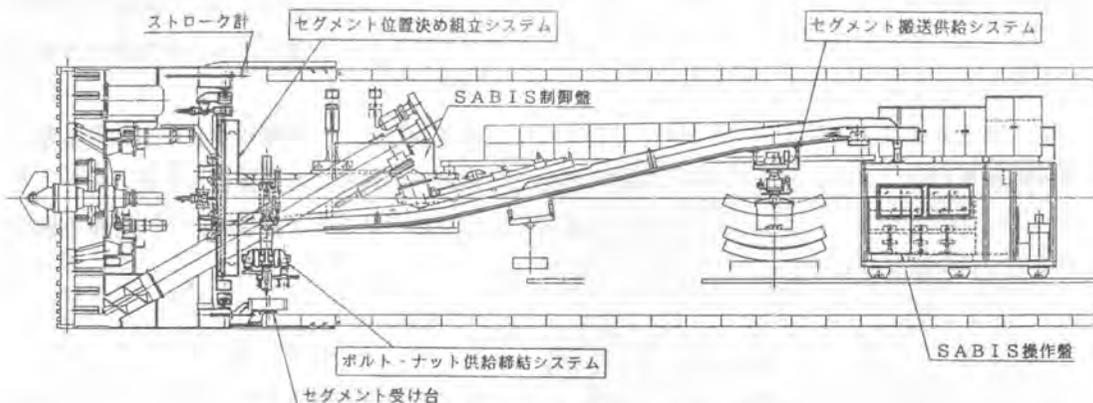 ストローク計
セグメント位置決め組立システム
セグメント搬送供給システム
SABIS制御盤
SABIS操作盤
ボルト・ナット供給締結システム
セグメント受け台